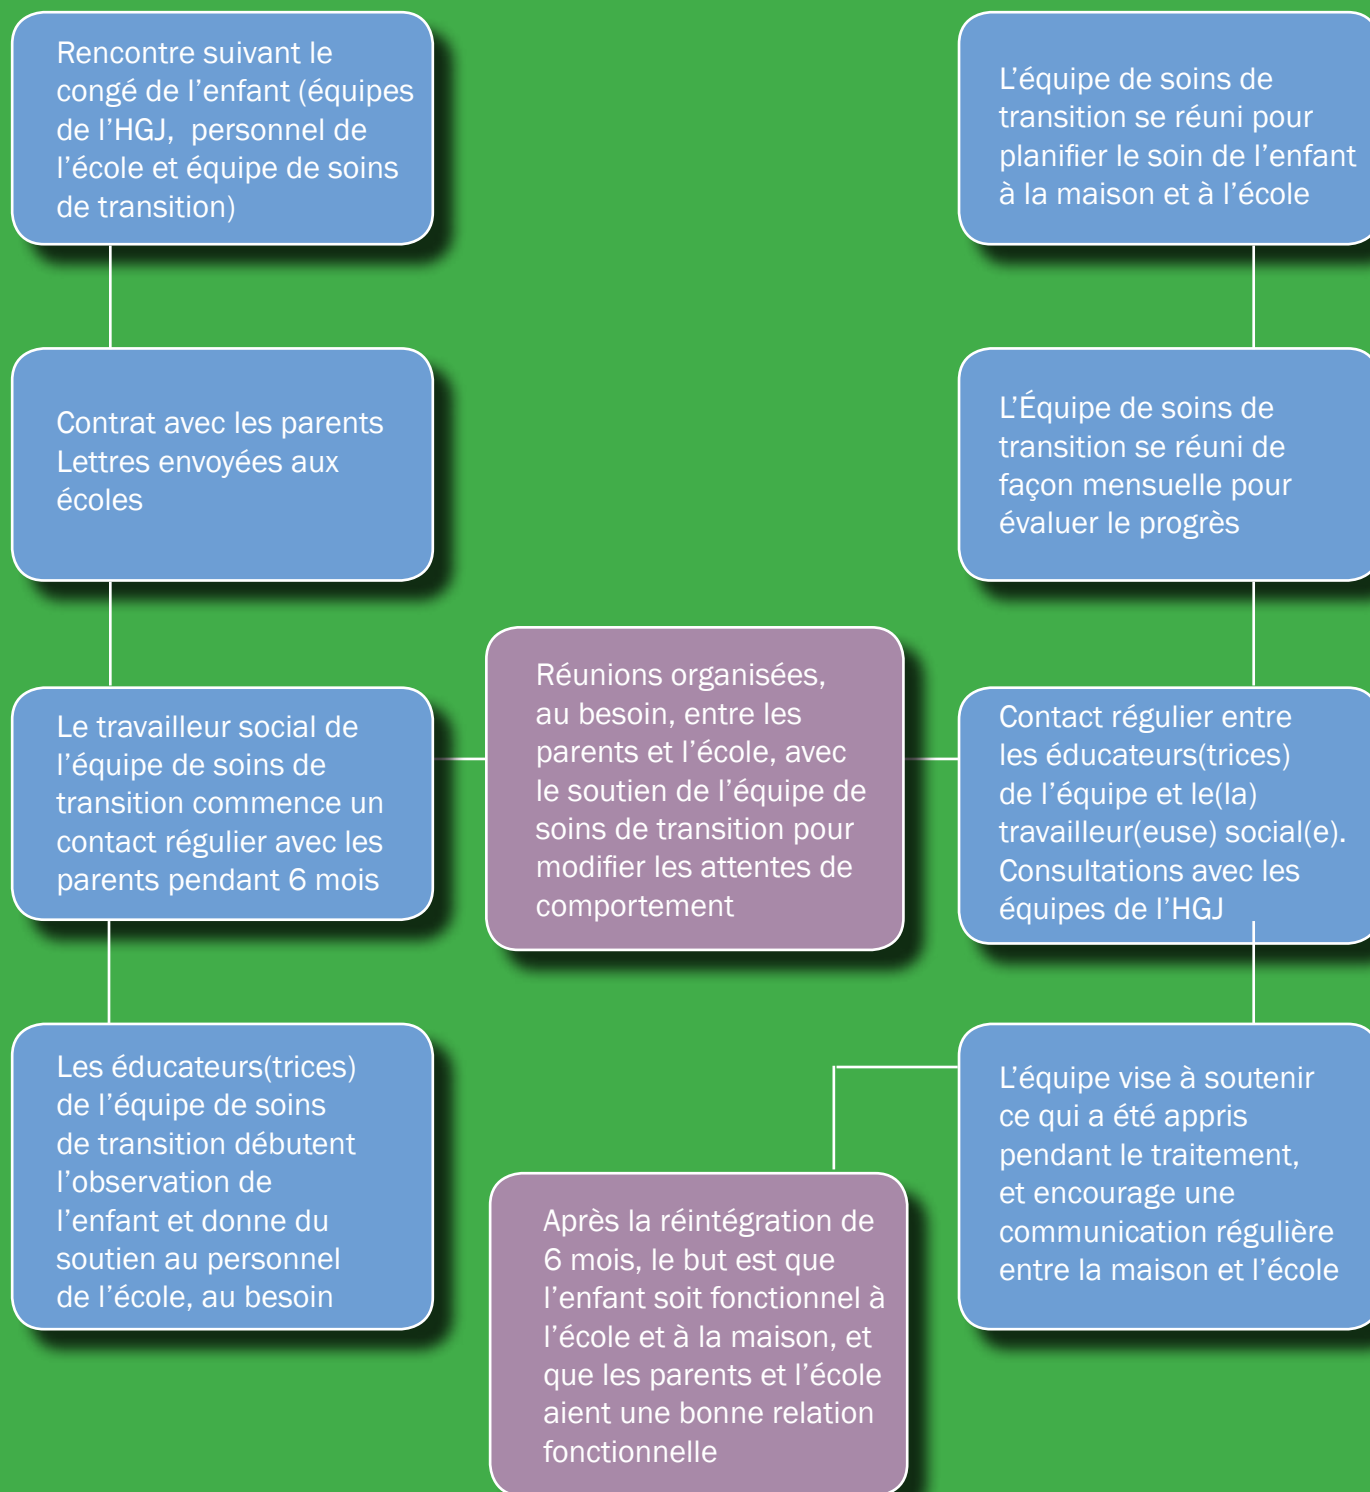 Rencontre suivant le
congé de l’enfant (équipes
de l’HGJ,  personnel de
l’école et équipe de soins
de transition)
Contrat avec les parents
Lettres envoyées aux
écoles
Le travailleur social de
l’équipe de soins de
transition commence un
contact régulier avec les
parents pendant 6 mois
Les éducateurs(trices)
de l’équipe de soins
de transition débutent
l’observation de
l’enfant et donne du
soutien au personnel
de l’école, au besoin
Réunions organisées,
au besoin, entre les
parents et l’école, avec
le soutien de l’équipe de
soins de transition pour
modifier les attentes de
comportement
L’équipe de soins de
transition se réuni pour
planifier le soin de l’enfant
à la maison et à l’école
L’Équipe de soins de
transition se réuni de
façon mensuelle pour
évaluer le progrès
Contact régulier entre
les éducateurs(trices)
de l’équipe et le(la)
travailleur(euse) social(e).
Consultations avec les
équipes de l’HGJ
L’équipe vise à soutenir
ce qui a été appris
pendant le traitement,
et encourage une
communication régulière
entre la maison et l’école
Après la réintégration de
6 mois, le but est que
l’enfant soit fonctionnel à
l’école et à la maison, et
que les parents et l’école
aient une bonne relation
fonctionnelle